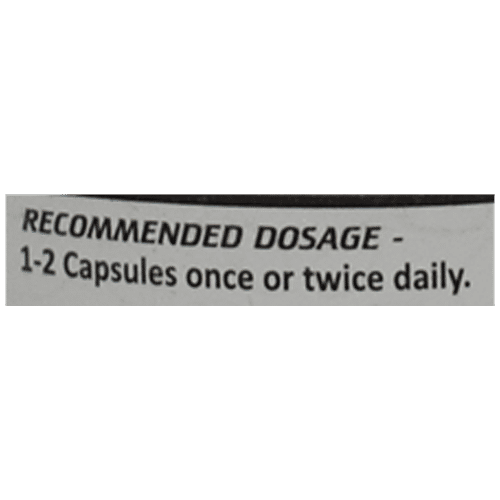 RECOMMENDED DOSAGE -
1-2 Capsules once or twice daily.